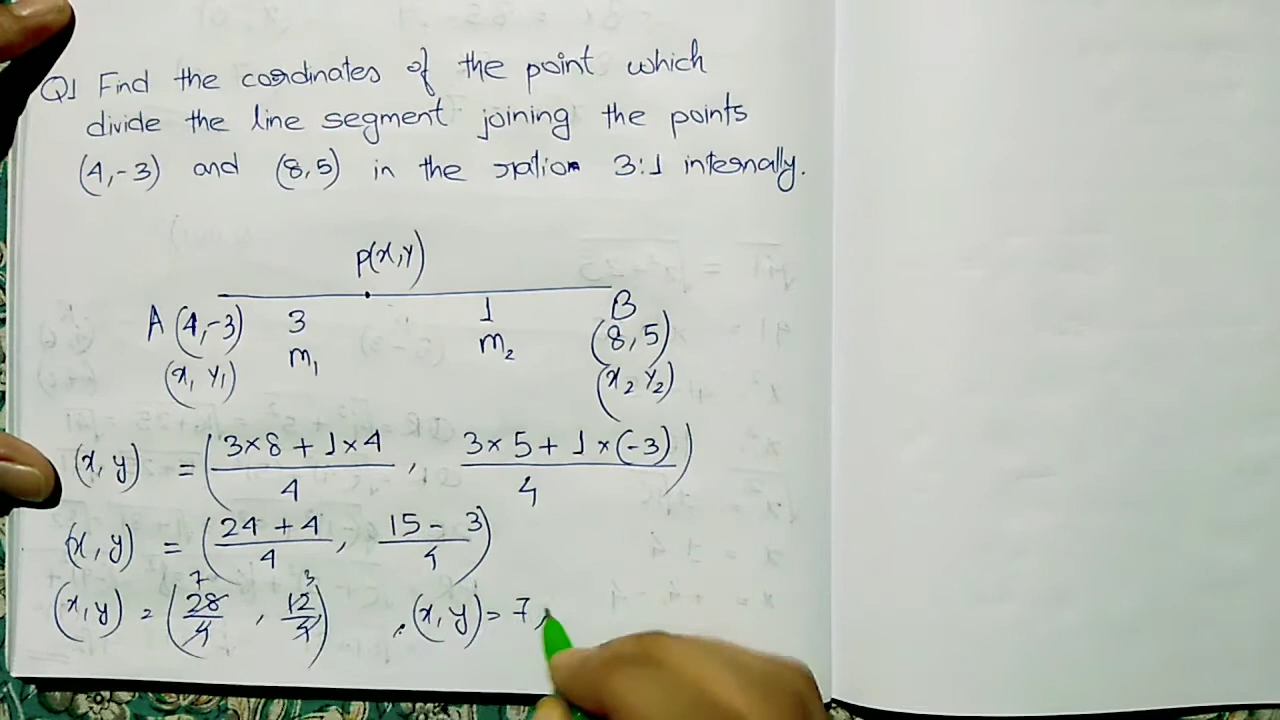 Q1 Find the cordinates of the point which
divide the line segment joining the points
(4,-3) and (8,5) in the ration 3:1 internally.
P(x,y)
A (4,-3) 3 1 B
(8,5)
m₁ m₂
(x, y₁) (x₂ y₂)
(x, y) = (3×8+1×4/4, 3×5+1×(-3)/4)
(x, y) = (24+4/4, 15-3/4)
7 3
(x,y) = (28/4, 12/4) (x,y)= 7,